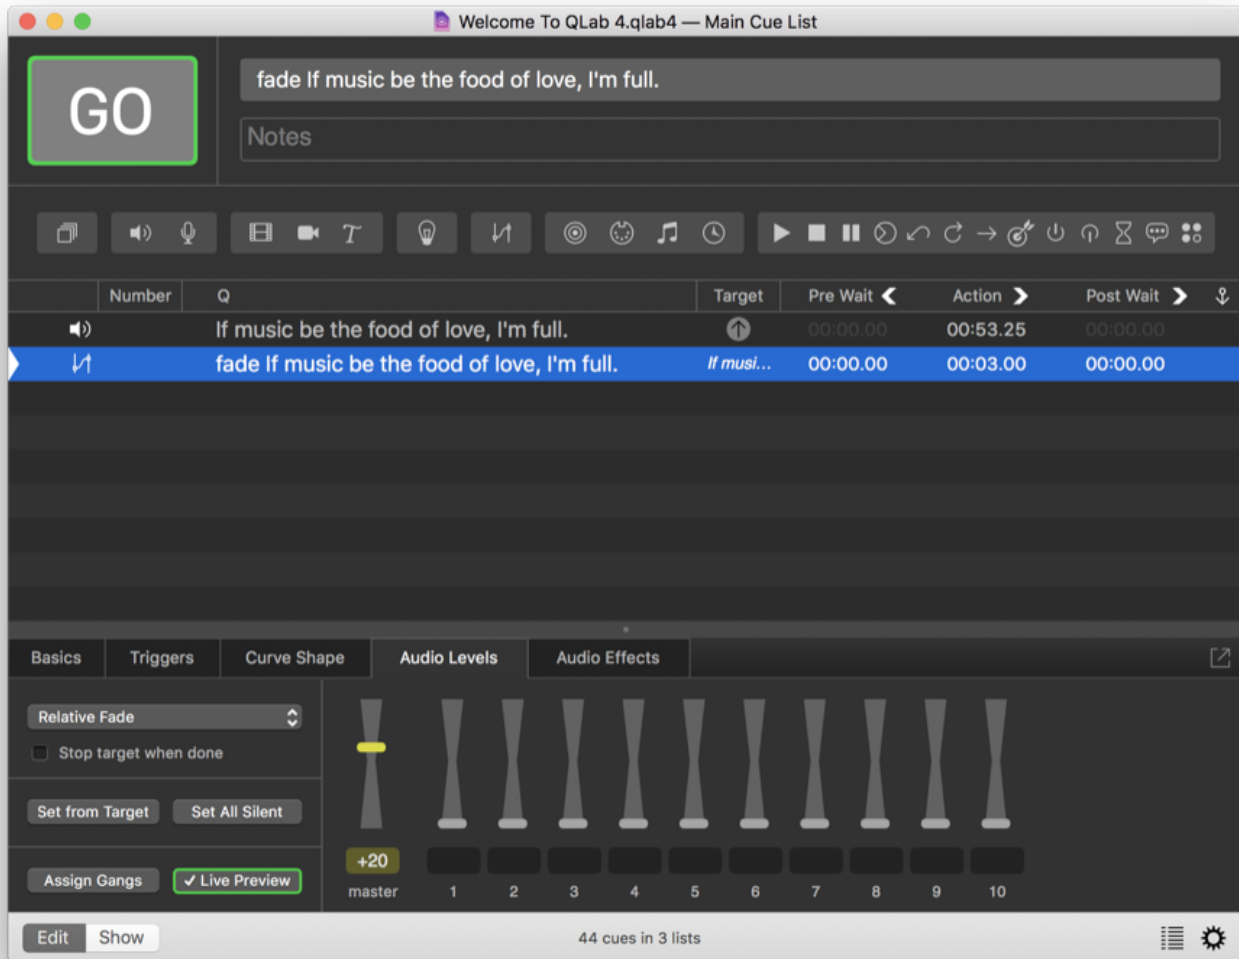 Welcome To QLab 4.qlab4 — Main Cue List
GO
fade If music be the food of love, I'm full.
Notes
Number Q Target Pre Wait Action Post Wait
If music be the food of love, I'm full. 00:00.00 00:53.25 00:00.00
fade If music be the food of love, I'm full. If musi... 00:00.00 00:03.00 00:00.00
Basics Triggers Curve Shape Audio Levels Audio Effects
Relative Fade
Stop target when done
Set from Target Set All Silent
+20
Assign Gangs ✓ Live Preview
master 1 2 3 4 5 6 7 8 9 10
Edit Show 44 cues in 3 lists